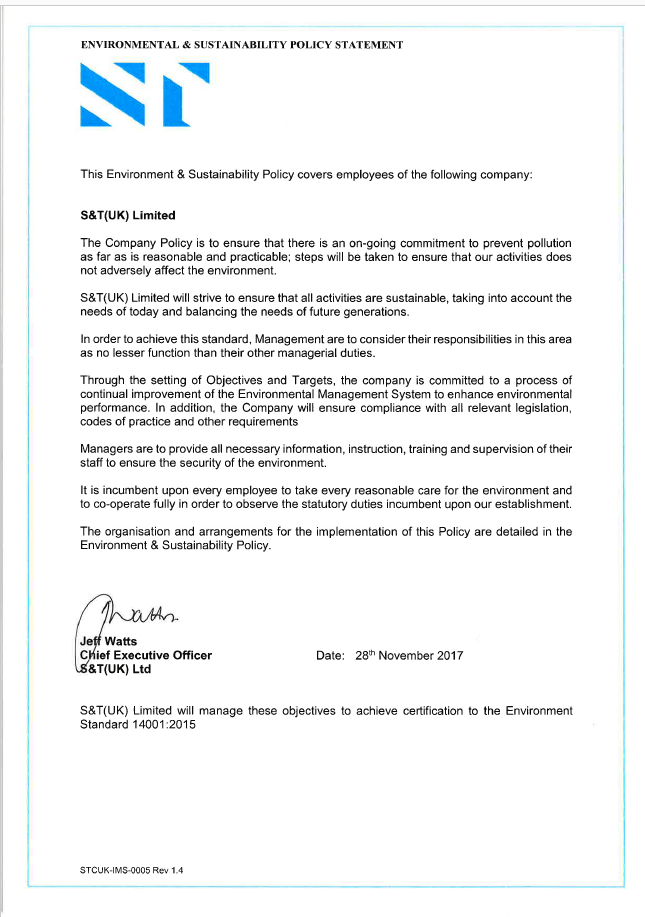 ENVIRONMENTAL & SUSTAINABILITY POLICY STATEMENT
ST
This Environment & Sustainability Policy covers employees of the following company:
S&T(UK) Limited
The Company Policy is to ensure that there is an on-going commitment to prevent pollution
as far as is reasonable and practicable; steps will be taken to ensure that our activities does
not adversely affect the environment.
S&T(UK) Limited will strive to ensure that all activities are sustainable, taking into account the
needs of today and balancing the needs of future generations.
In order to achieve this standard, Management are to consider their responsibilities in this area
as no lesser function than their other managerial duties.
Through the setting of Objectives and Targets, the company is committed to a process of
continual improvement of the Environmental Management System to enhance environmental
performance. In addition, the Company will ensure compliance with all relevant legislation,
codes of practice and other requirements
Managers are to provide all necessary information, instruction, training and supervision of their
staff to ensure the security of the environment.
It is incumbent upon every employee to take every reasonable care for the environment and
to co-operate fully in order to observe the statutory duties incumbent upon our establishment.
The organisation and arrangements for the implementation of this Policy are detailed in the
Environment & Sustainability Policy.
JWatts
Jeff Watts
Chief Executive Officer Date: 28th November 2017
S&T(UK) Ltd
S&T(UK) Limited will manage these objectives to achieve certification to the Environment
Standard 14001:2015
STCUK-IMS-0005 Rev 1.4